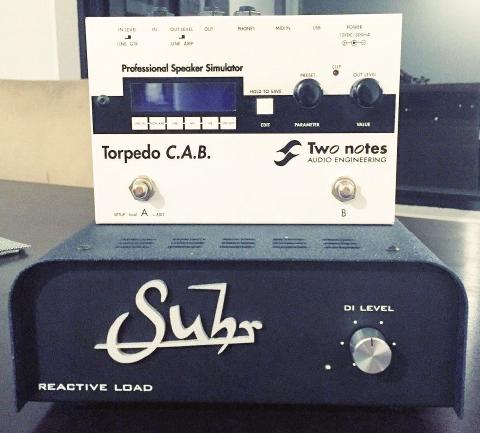 IN LEVEL IN OUT LEVEL OUT PHONES MIDI IN USB POWER
LINE GTR LINE AMP 12VDC/200mA
Professional Speaker Simulator
CLIP
PRESET OUT LEVEL
HOLD TO SAVE
EDIT PARAMETER VALUE
Torpedo C.A.B. Two notes
AUDIO ENGINEERING
A B
Suhr
DI LEVEL
REACTIVE LOAD